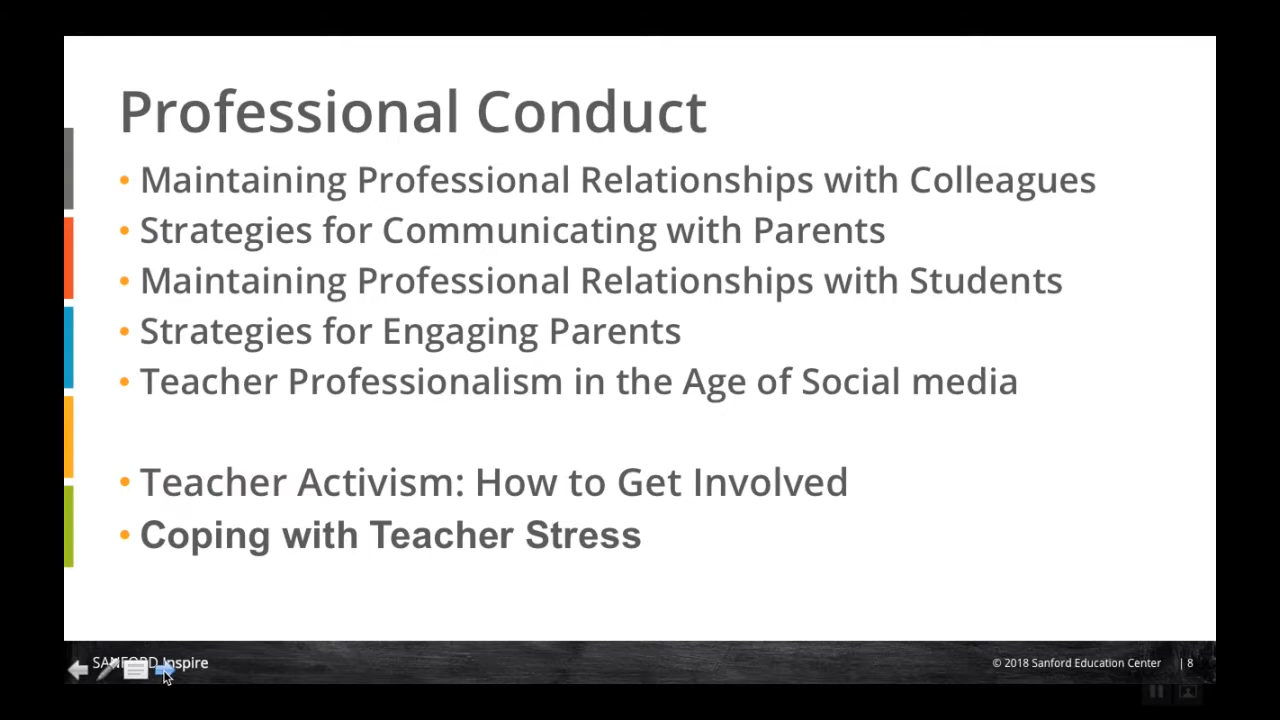 Professional Conduct
• Maintaining Professional Relationships with Colleagues
• Strategies for Communicating with Parents
• Maintaining Professional Relationships with Students
• Strategies for Engaging Parents
• Teacher Professionalism in the Age of Social media
• Teacher Activism: How to Get Involved
• Coping with Teacher Stress
SANFORD Inspire
© 2018 Sanford Education Center | 8